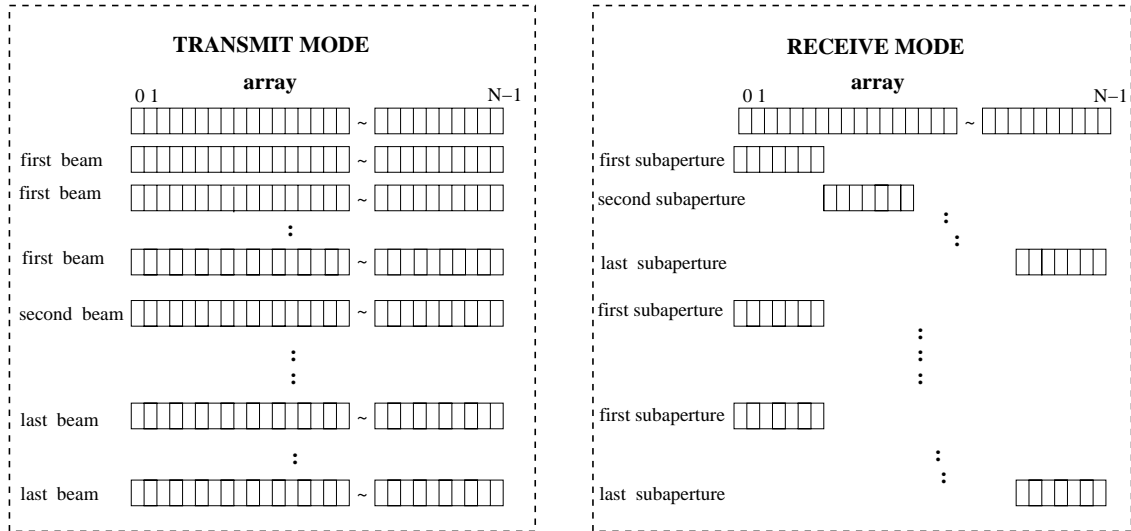 TRANSMIT MODE
array
0 1 N−1
~
first beam ~
first beam ~
:
first beam ~
second beam ~
:
:
last beam ~
:
last beam ~
RECEIVE MODE
array
0 1 N−1
~
first subaperture
second subaperture
:
:
last subaperture
first subaperture
:
:
:
first subaperture
:
:
last subaperture